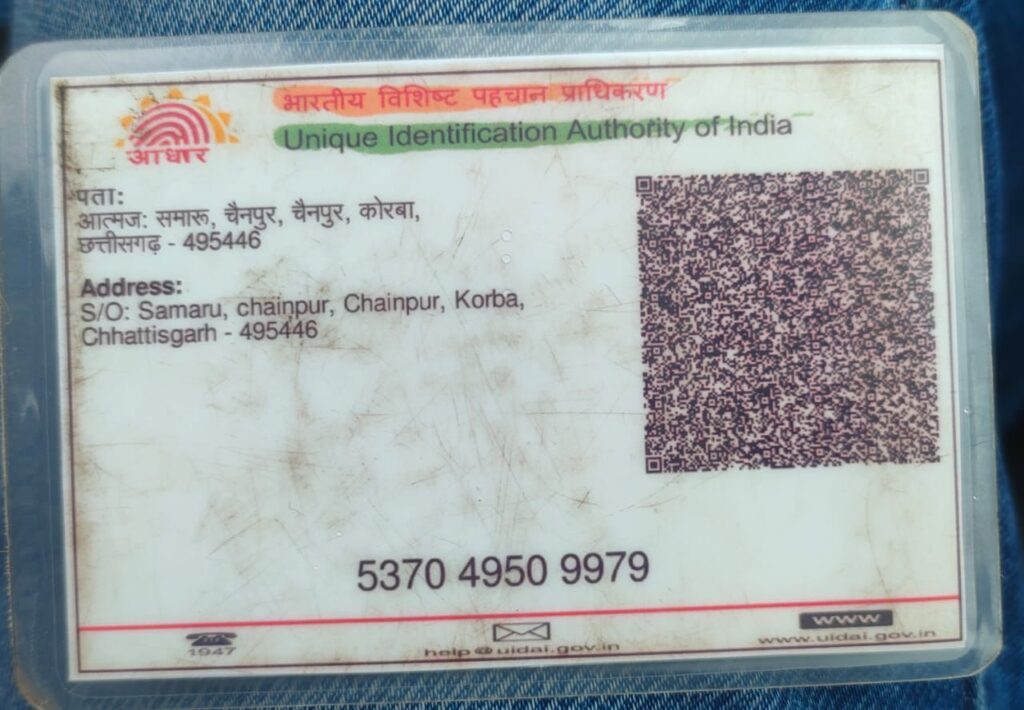 आधार
भारतीय विशिष्ट पहचान प्राधिकरण
Unique Identification Authority of India
पता:
आत्मज: समारू, चैनपुर, चैनपुर, कोरबा,
छत्तीसगढ़ - 495446
Address:
S/O: Samaru, chainpur, Chainpur, Korba,
Chhattisgarh - 495446
5370 4950 9979
1947
help@uidai.gov.in
www
www.uidai.gov.in